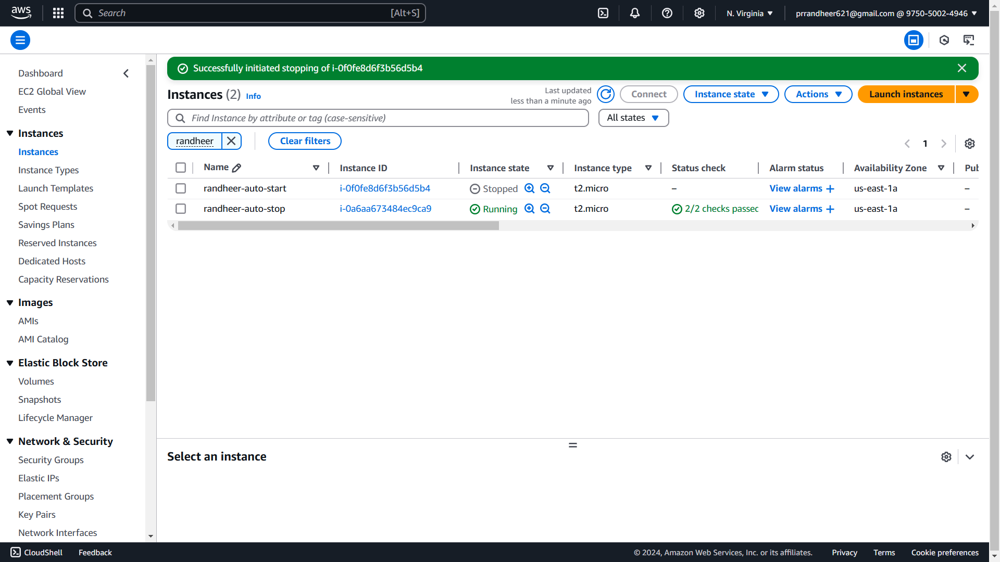 aws
Search
[Alt+S]
N. Virginia
prrandheer621@gmail.com @ 9750-5002-4946
Successfully initiated stopping of i-0f0fe8d6f3b56d5b4
Instances (2) Info
Last updated
less than a minute ago
Connect
Instance state
Actions
Launch instances
Find Instance by attribute or tag (case-sensitive)
All states
randheer
Clear filters
1
Name
Instance ID
Instance state
Instance type
Status check
Alarm status
Availability Zone
Pub
randheer-auto-start
i-0f0fe8d6f3b56d5b4
Stopped
t2.micro
–
View alarms +
us-east-1a
–
randheer-auto-stop
i-0a6aa673484ec9ca9
Running
t2.micro
2/2 checks passec
View alarms +
us-east-1a
–
Select an instance
Dashboard
EC2 Global View
Events
Instances
Instances
Instance Types
Launch Templates
Spot Requests
Savings Plans
Reserved Instances
Dedicated Hosts
Capacity Reservations
Images
AMIs
AMI Catalog
Elastic Block Store
Volumes
Snapshots
Lifecycle Manager
Network & Security
Security Groups
Elastic IPs
Placement Groups
Key Pairs
Network Interfaces
CloudShell
Feedback
© 2024, Amazon Web Services, Inc. or its affiliates.
Privacy
Terms
Cookie preferences